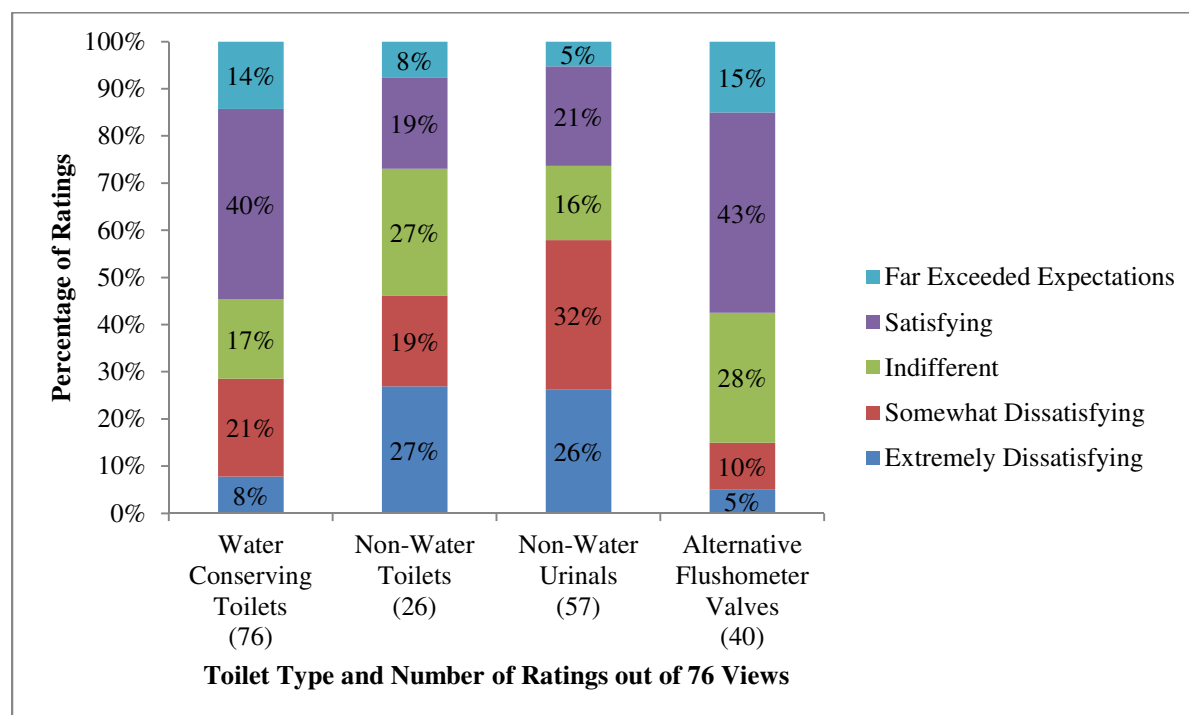 100%
90%
80%
70%
60%
50%
40%
30%
20%
10%
0%
Percentage of Ratings
14%
40%
17%
21%
8%
8%
19%
27%
19%
27%
5%
21%
16%
32%
26%
15%
43%
28%
10%
5%
Water
Conserving
Toilets
(76)
Non-Water
Toilets
(26)
Non-Water
Urinals
(57)
Alternative
Flushometer
Valves
(40)
Toilet Type and Number of Ratings out of 76 Views
Far Exceeded Expectations
Satisfying
Indifferent
Somewhat Dissatisfying
Extremely Dissatisfying